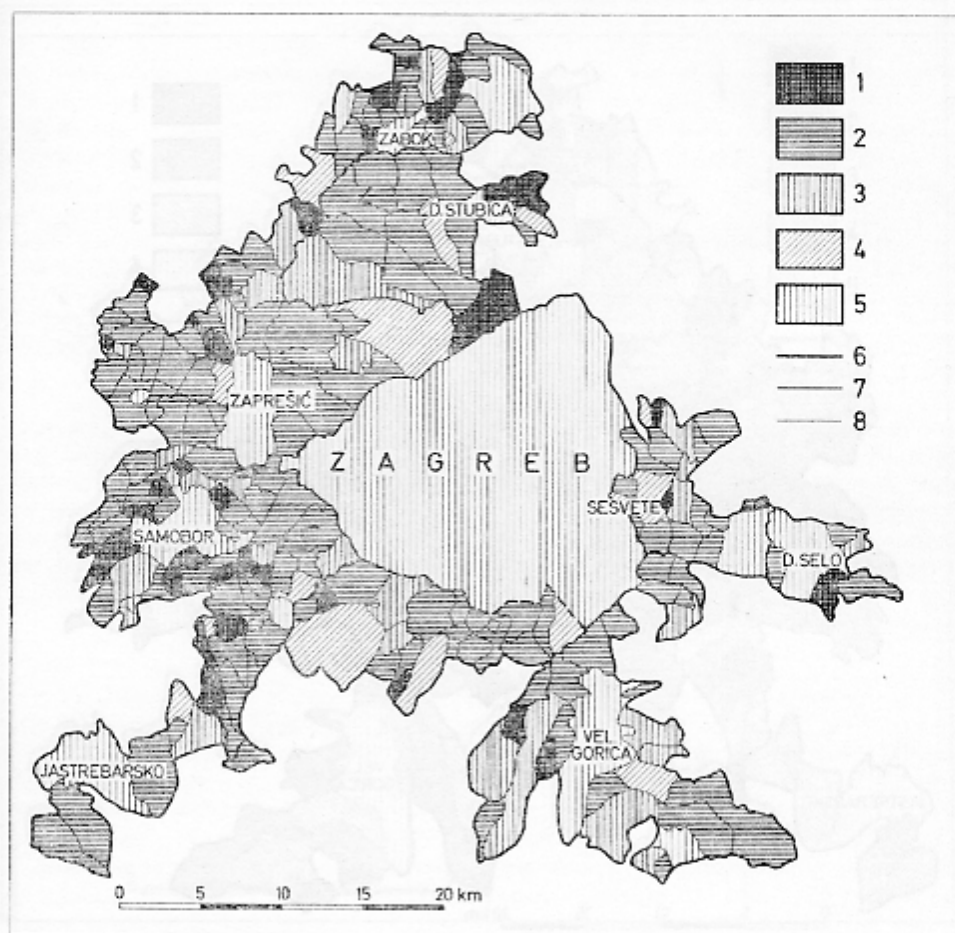 1
2
3
4
5
6
7
8
ZABOK
D. STUBICA
ZAPREŠIĆ
ZAGREB
SESVETE
SAMOBOR
D. SELO
VEL. GORICA
JASTREBARSKO
0 5 10 15 20 km